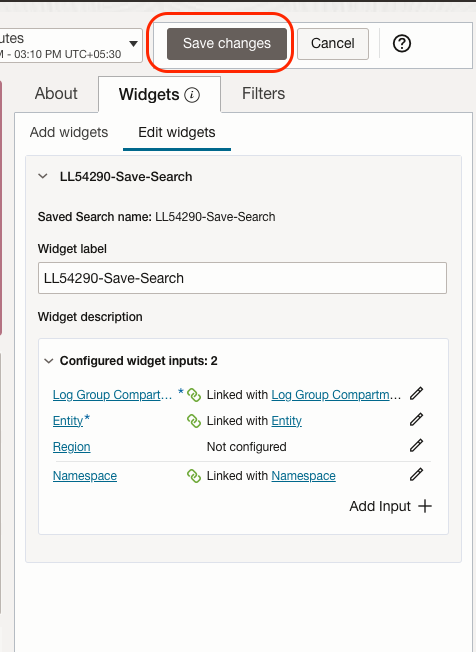 utes
Save changes
Cancel
M - 03:10 PM UTC+05:30
About
Widgets
Filters
Add widgets
Edit widgets
LL54290-Save-Search
Saved Search name: LL54290-Save-Search
Widget label
LL54290-Save-Search
Widget description
Configured widget inputs: 2
Log Group Compart... * Linked with Log Group Compartm...
Entity* Linked with Entity
Region Not configured
Namespace Linked with Namespace
Add Input +